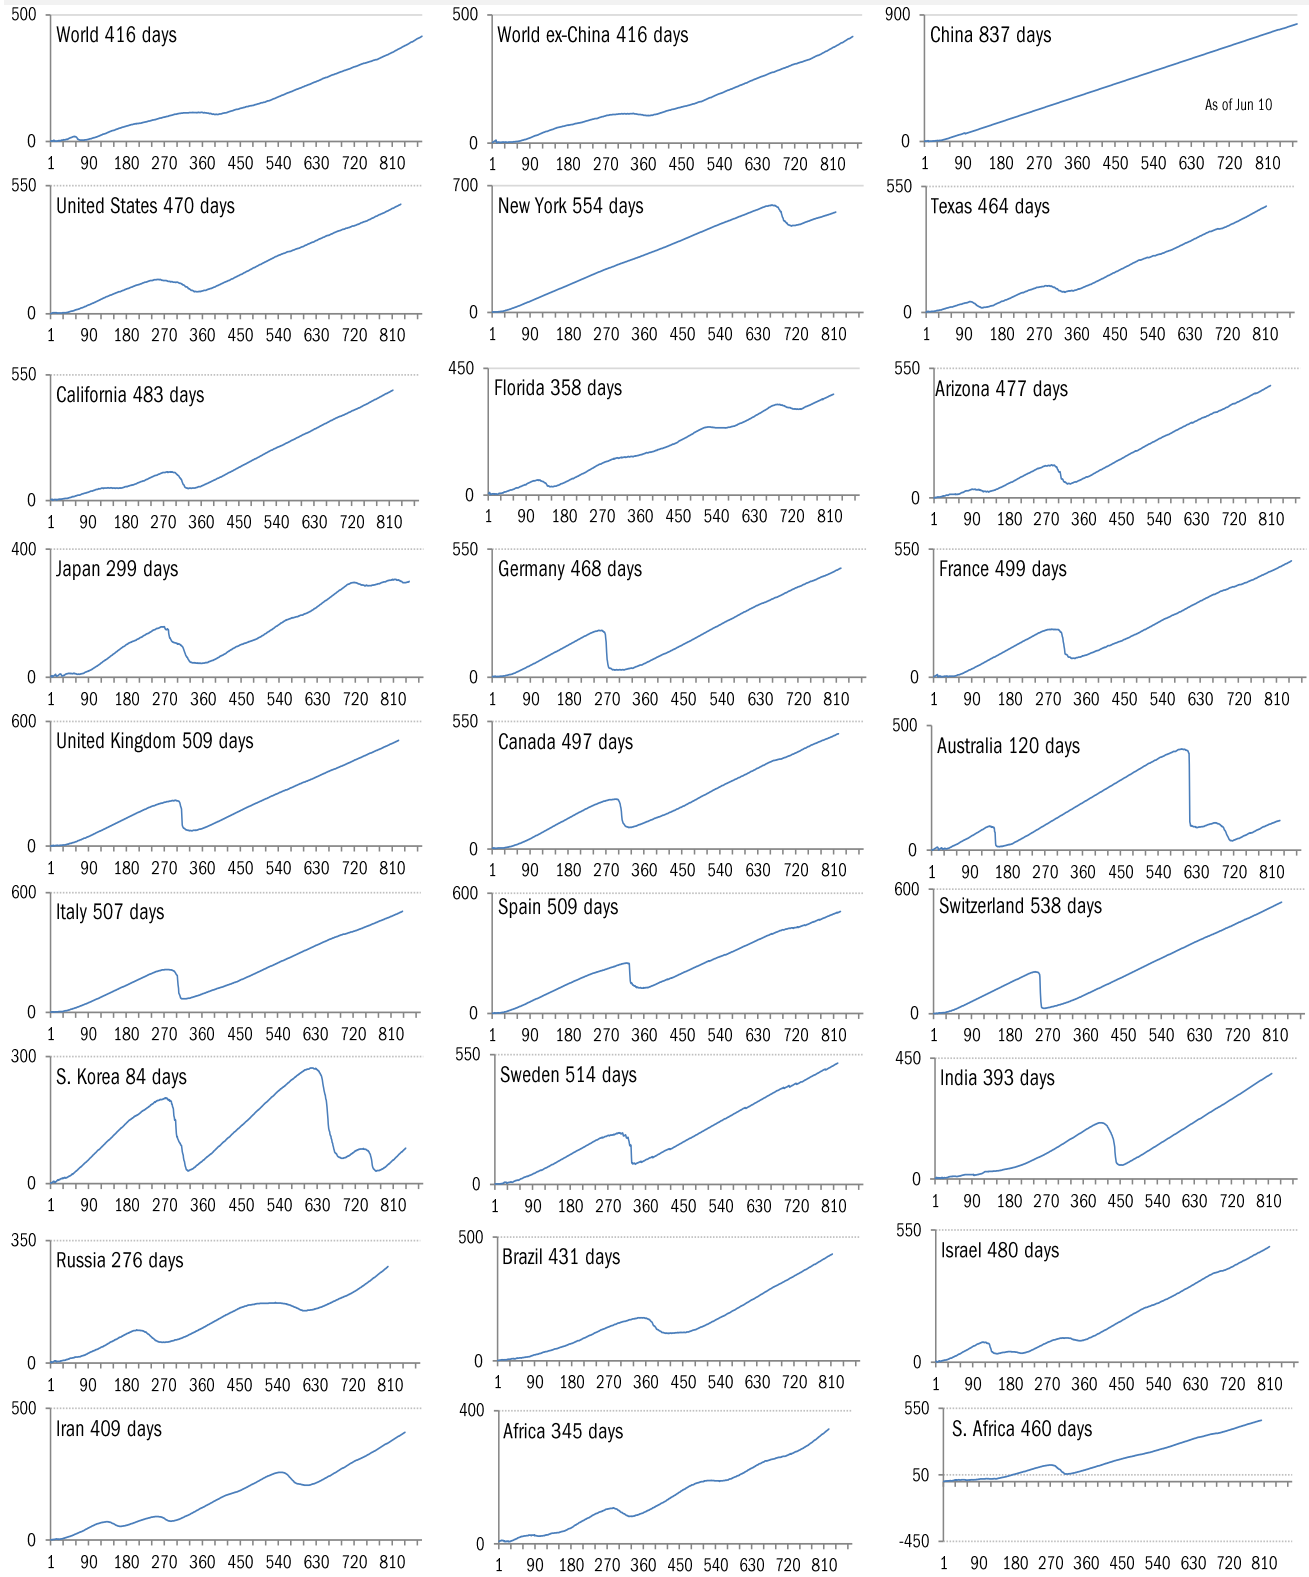 World 416 days
500
0
1 90 180 270 360 450 540 630 720 810
World ex-China 416 days
500
0
1 90 180 270 360 450 540 630 720 810
China 837 days
900
As of Jun 10
0
1 90 180 270 360 450 540 630 720 810
United States 470 days
550
0
1 90 180 270 360 450 540 630 720 810
New York 554 days
700
0
1 90 180 270 360 450 540 630 720 810
Texas 464 days
550
0
1 90 180 270 360 450 540 630 720 810
California 483 days
550
0
1 90 180 270 360 450 540 630 720 810
Florida 358 days
450
0
1 90 180 270 360 450 540 630 720 810
Arizona 477 days
550
0
1 90 180 270 360 450 540 630 720 810
Japan 299 days
400
0
1 90 180 270 360 450 540 630 720 810
Germany 468 days
550
0
1 90 180 270 360 450 540 630 720 810
France 499 days
550
0
1 90 180 270 360 450 540 630 720 810
United Kingdom 509 days
600
0
1 90 180 270 360 450 540 630 720 810
Canada 497 days
550
0
1 90 180 270 360 450 540 630 720 810
Australia 120 days
500
0
1 90 180 270 360 450 540 630 720 810
Italy 507 days
600
0
1 90 180 270 360 450 540 630 720 810
Spain 509 days
600
0
1 90 180 270 360 450 540 630 720 810
Switzerland 538 days
600
0
1 90 180 270 360 450 540 630 720 810
S. Korea 84 days
300
0
1 90 180 270 360 450 540 630 720 810
Sweden 514 days
550
0
1 90 180 270 360 450 540 630 720 810
India 393 days
450
0
1 90 180 270 360 450 540 630 720 810
Russia 276 days
350
0
1 90 180 270 360 450 540 630 720 810
Brazil 431 days
500
0
1 90 180 270 360 450 540 630 720 810
Israel 480 days
550
0
1 90 180 270 360 450 540 630 720 810
Iran 409 days
500
0
1 90 180 270 360 450 540 630 720 810
Africa 345 days
400
0
1 90 180 270 360 450 540 630 720 810
S. Africa 460 days
550
50
-450
1 90 180 270 360 450 540 630 720 810